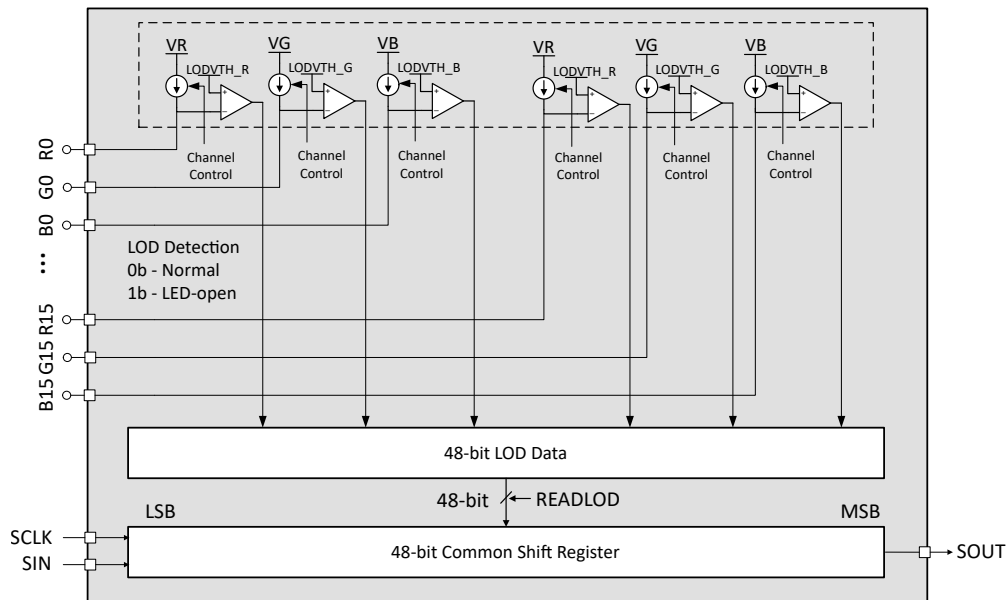 VR VG VB VR VG VB
LODVTH_R LODVTH_G LODVTH_B LODVTH_R LODVTH_G LODVTH_B
+ + + + + +
− − − − − −
Channel Control Channel Control Channel Control Channel Control Channel Control Channel Control
R0
G0
B0
LOD Detection
0b - Normal
1b - LED-open
...
R15
G15
B15
48-bit LOD Data
48-bit READLOD
LSB MSB
SCLK
48-bit Common Shift Register
SIN
SOUT